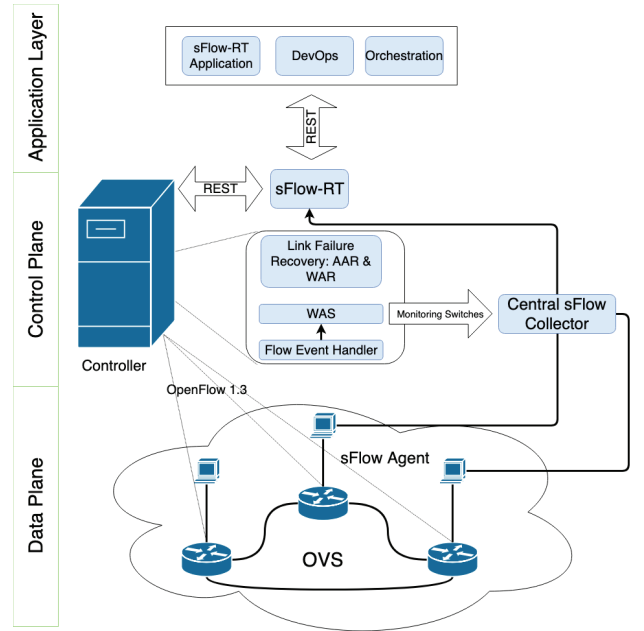 Application Layer
sFlow-RT
Application
DevOps
Orchestration
REST
Control Plane
REST
sFlow-RT
Link Failure
Recovery: AAR &
WAR
WAS
Flow Event Handler
Monitoring Switches
Central sFlow
Collector
Controller
OpenFlow 1.3
Data Plane
sFlow Agent
OVS